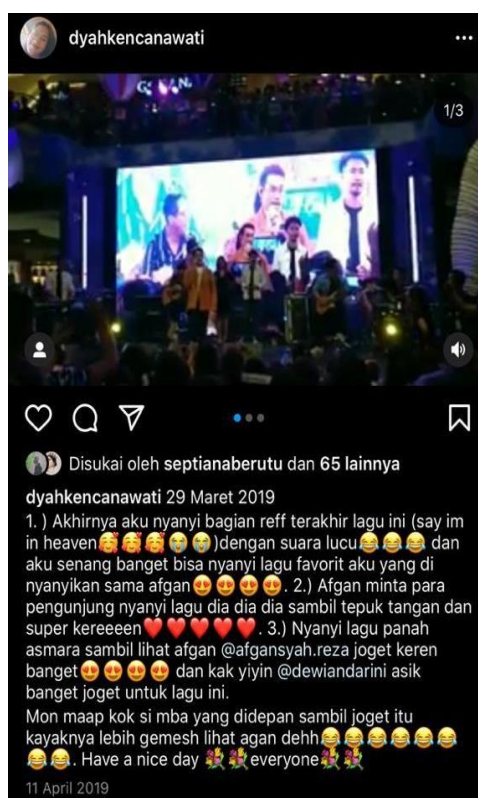 dyahkencanawati
1/3
Disukai oleh septianaberutu dan 65 lainnya
dyahkencanawati 29 Maret 2019
1. ) Akhirnya aku nyanyi bagian reff terakhir lagu ini (say im
in heaven🥰🥰🥰😭😭)dengan suara lucu😂😂😂 dan
aku senang banget bisa nyanyi lagu favorit aku yang di
nyanyikan sama afgan😍😍😍😍. 2.) Afgan minta para
pengunjung nyanyi lagu dia dia dia sambil tepuk tangan dan
super kereeeen❤️❤️❤️❤️❤️. 3.) Nyanyi lagu panah
asmara sambil lihat afgan @afgansyah.reza joget keren
banget😍😍😍😍 dan kak yiyin @dewiandarini asik
banget joget untuk lagu ini.
Mon maap kok si mba yang didepan sambil joget itu
kayaknya lebih gemesh lihat agan dehh😂😂😂😂😂😂
😂😂. Have a nice day 💐💐everyone💐💐
11 April 2019